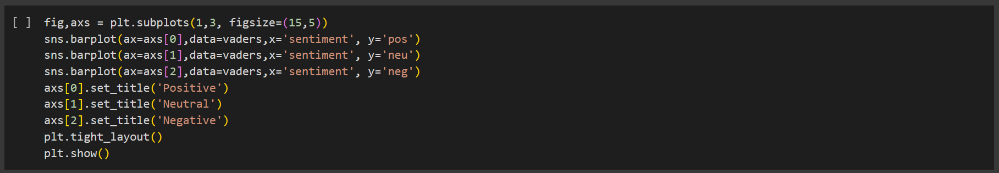 [ ] fig,axs = plt.subplots(1,3, figsize=(15,5))
sns.barplot(ax=axs[0],data=vaders,x='sentiment', y='pos')
sns.barplot(ax=axs[1],data=vaders,x='sentiment', y='neu')
sns.barplot(ax=axs[2],data=vaders,x='sentiment', y='neg')
axs[0].set_title('Positive')
axs[1].set_title('Neutral')
axs[2].set_title('Negative')
plt.tight_layout()
plt.show()